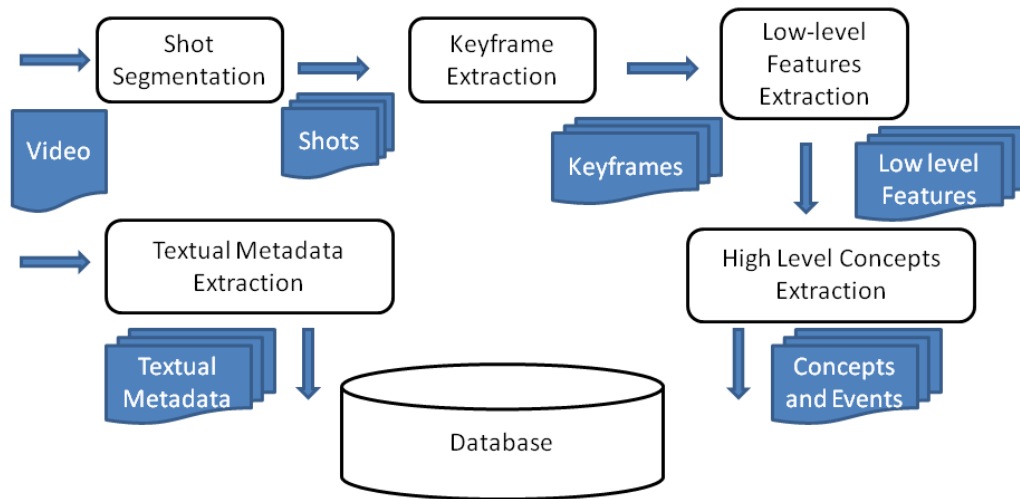 Shot
Segmentation
Keyframe
Extraction
Low-level
Features
Extraction
Video
Shots
Keyframes
Low level
Features
Textual Metadata
Extraction
High Level Concepts
Extraction
Textual
Metadata
Concepts
and Events
Database